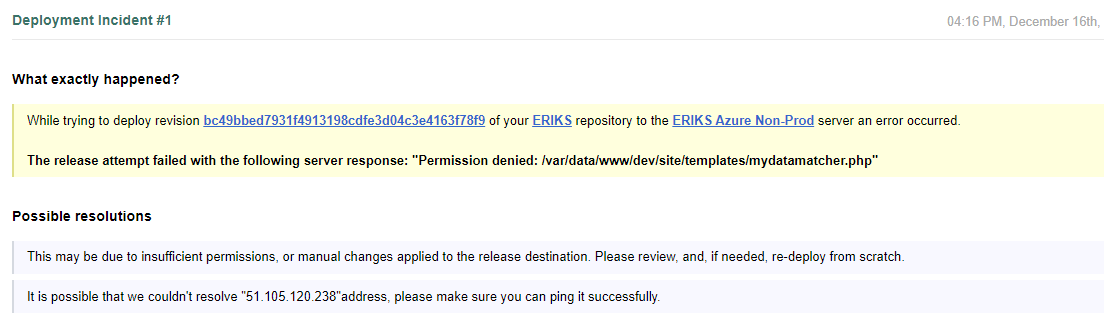 Deployment Incident #1
04:16 PM, December 16th,
What exactly happened?
While trying to deploy revision bc49bbed7931f4913198cdfe3d04c3e4163f78f9 of your ERIKS repository to the ERIKS Azure Non-Prod server an error occurred.
The release attempt failed with the following server response: "Permission denied: /var/data/www/dev/site/templates/mydatamatcher.php"
Possible resolutions
This may be due to insufficient permissions, or manual changes applied to the release destination. Please review, and, if needed, re-deploy from scratch.
It is possible that we couldn't resolve "51.105.120.238"address, please make sure you can ping it successfully.